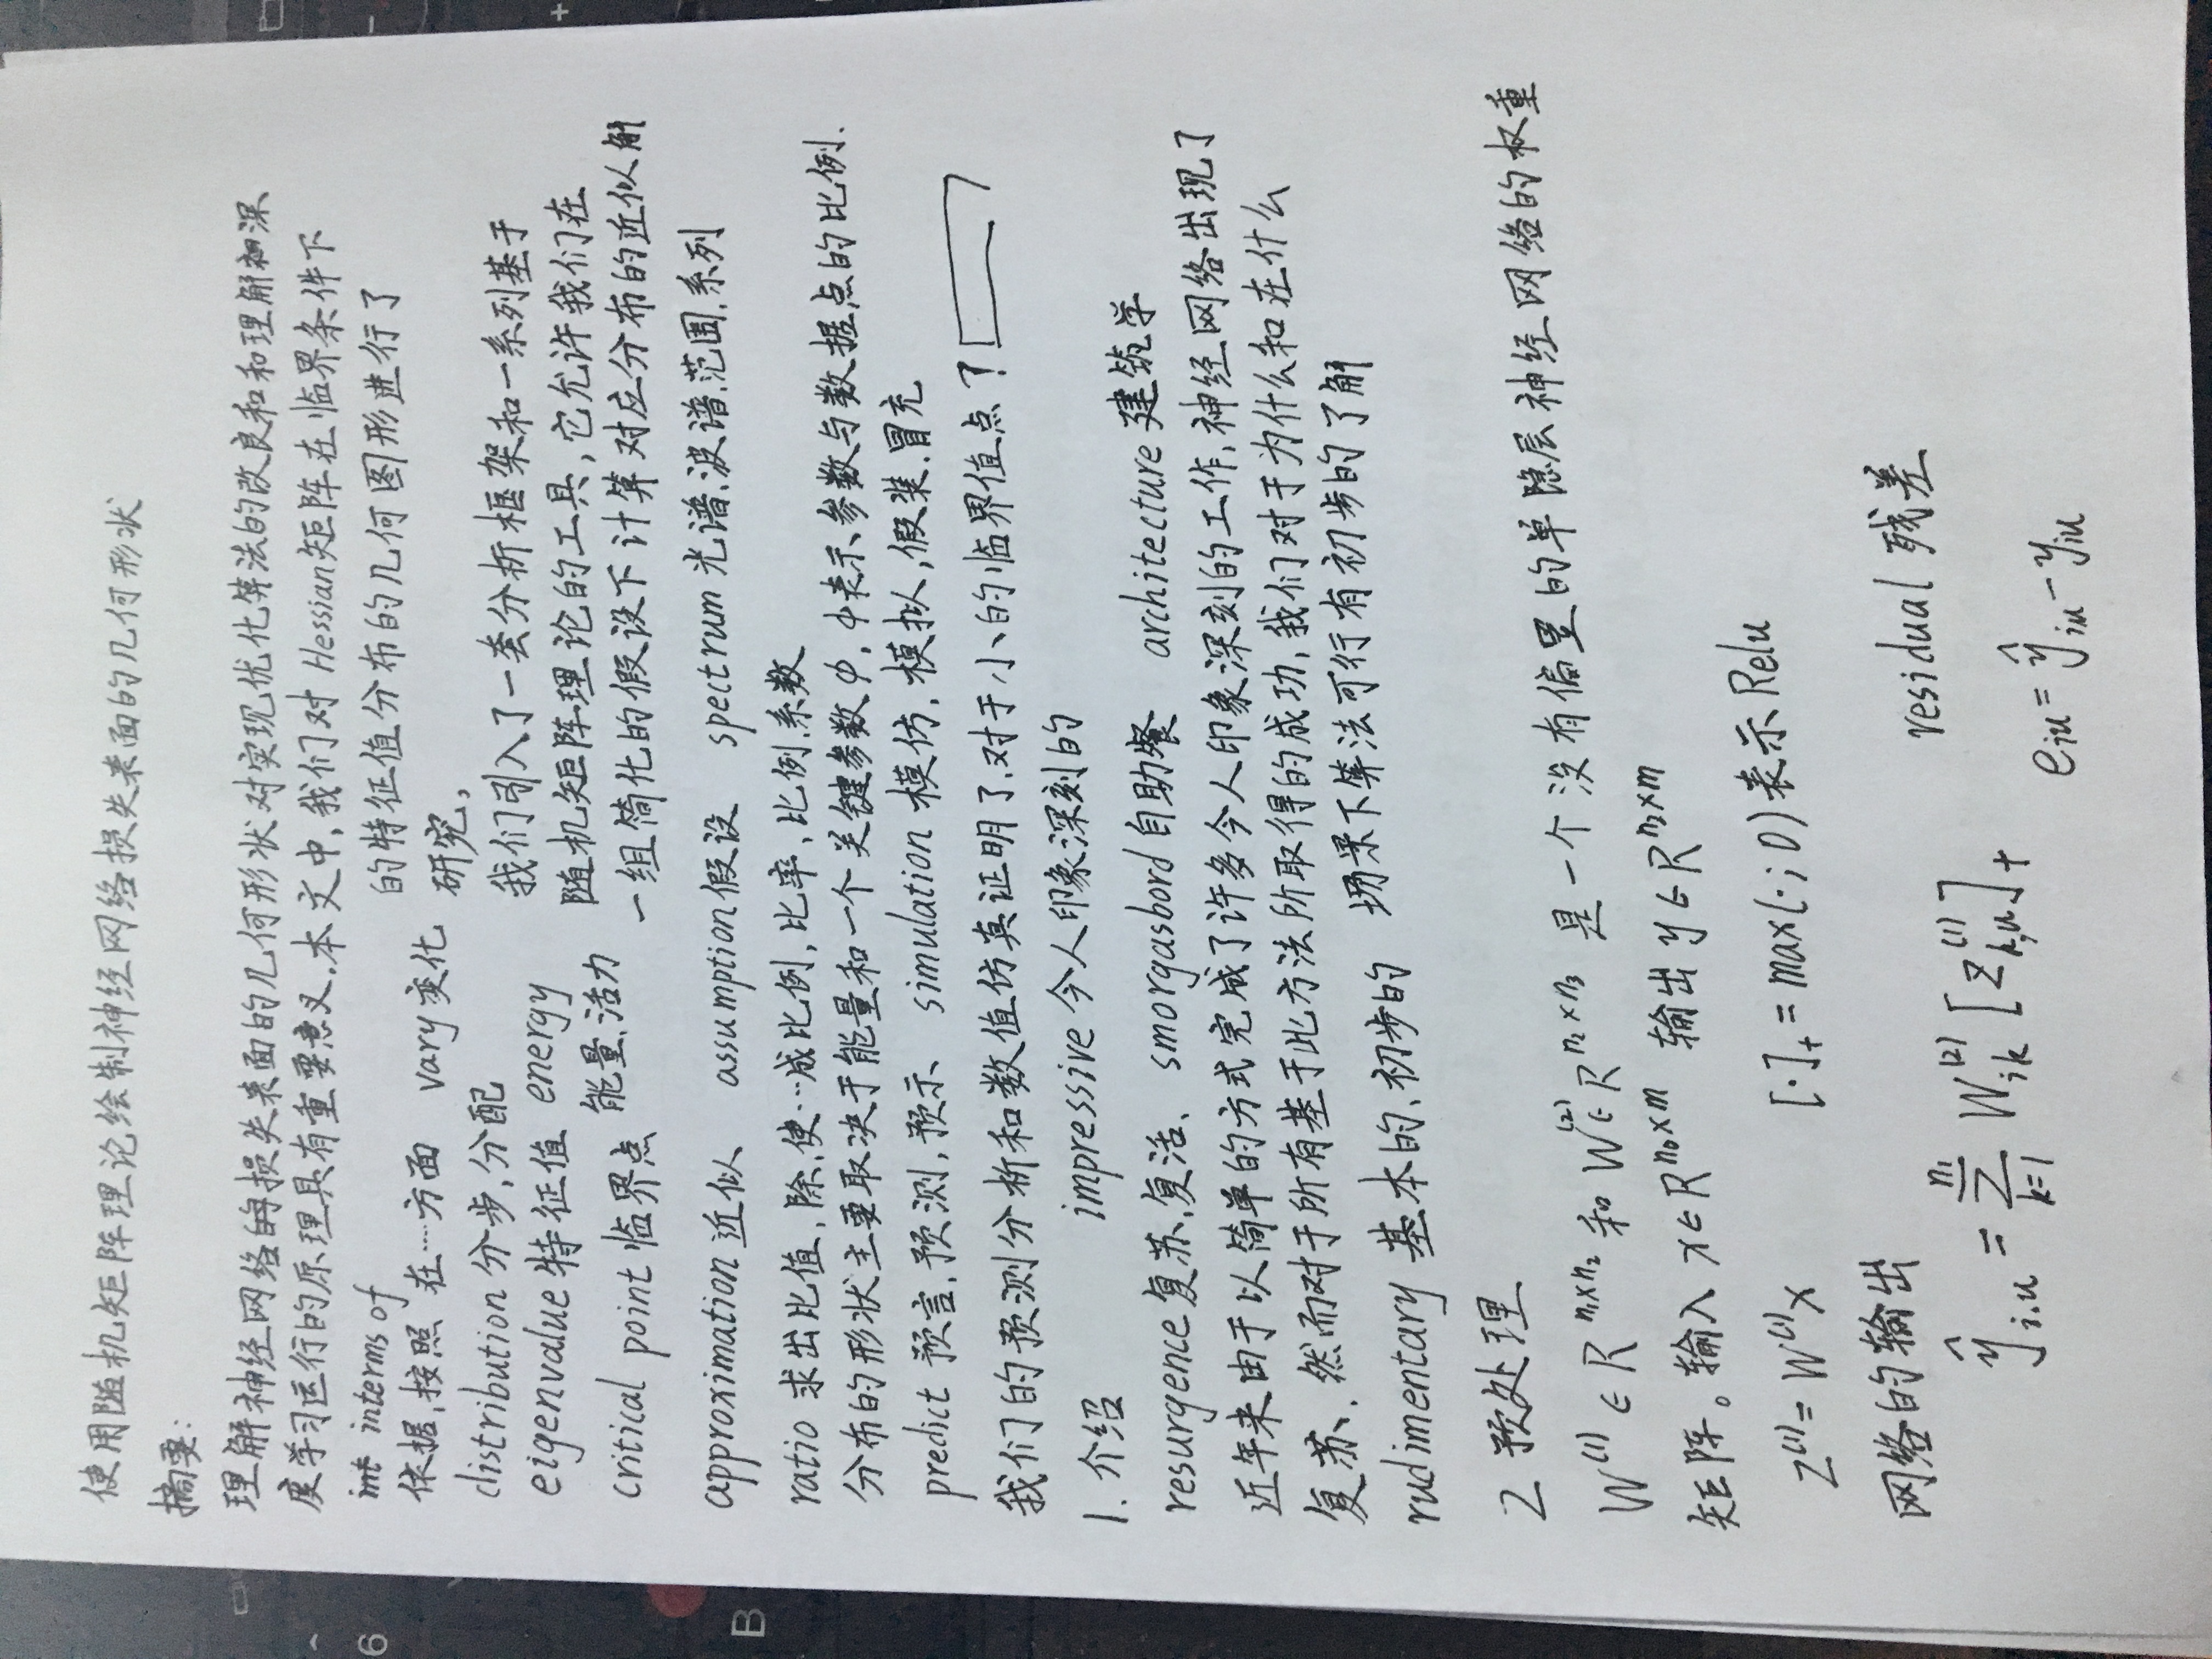 使用随机矩阵理论绘制神经网络损失表面的几何形状
摘要:
理解神经网络的损失表面的几何形状对实现优化算法的改良和和理解深
度学习运行的原理具有重要意义.本文中,我们对 Hessian矩阵在临界条件下
int interms of
的特征值分布的几何图形进行了
依据,按照 在……方面 vary 变化
研究,
distribution 分步,分配
我们引入了一套分析框架和一系列基于
eigenvalue 特征值 energy
随机矩阵理论的工具,它允许我们在
能量.活力
critical point 临界点
一组简化的假设下计算对应分布的近似解
approximation 近似 assumption 假设 spectrum 光谱.波谱.范围.系列
ratio 求出比值,除,使…成比例,比率,比例.系数
分布的形状主要取决于能量和一个关键参数φ, φ表示参数与数据点的比例.
predict 预言.预测,预示 simulation 模仿,模拟,假装.冒充
我们的预测分析和数值仿真证明了.对于小的临界值点?
1. 介绍 impressive 今人印象深刻的
resurgence 复苏,复活、 smorgasbord 自助餐 architecture 建筑学
近年来由于以简单的方式完成了许多今人印象深刻的工作,神经网络出现了
复苏、然而对于所有基于此方法所取得的成功,我们对于为什么和在什么
rudimentary 基本的、初步的 场景下算法可行有初步的了解
2 预处理
W⁽¹⁾ ∈ R^{n₁×n₂} 和 W⁽²⁾ ∈ R^{n₂×n₃} 是一个没有偏置的单隐层神经网络的权重
矩阵。输入 x∈R^{n₀×m} 输出 y∈R^{n₂×m}
Z⁽¹⁾= W⁽¹⁾x [·]₊ = max(·; 0) 表示 Relu
网络的输出
residual 残差
ŷ_{i.u} = Σ_{k=1}^{n₁} W_{ik}^{(2)} [Z_{k,u}^{(1)}]₊
e_{iu} = ŷ_{iu} − y_{iu}